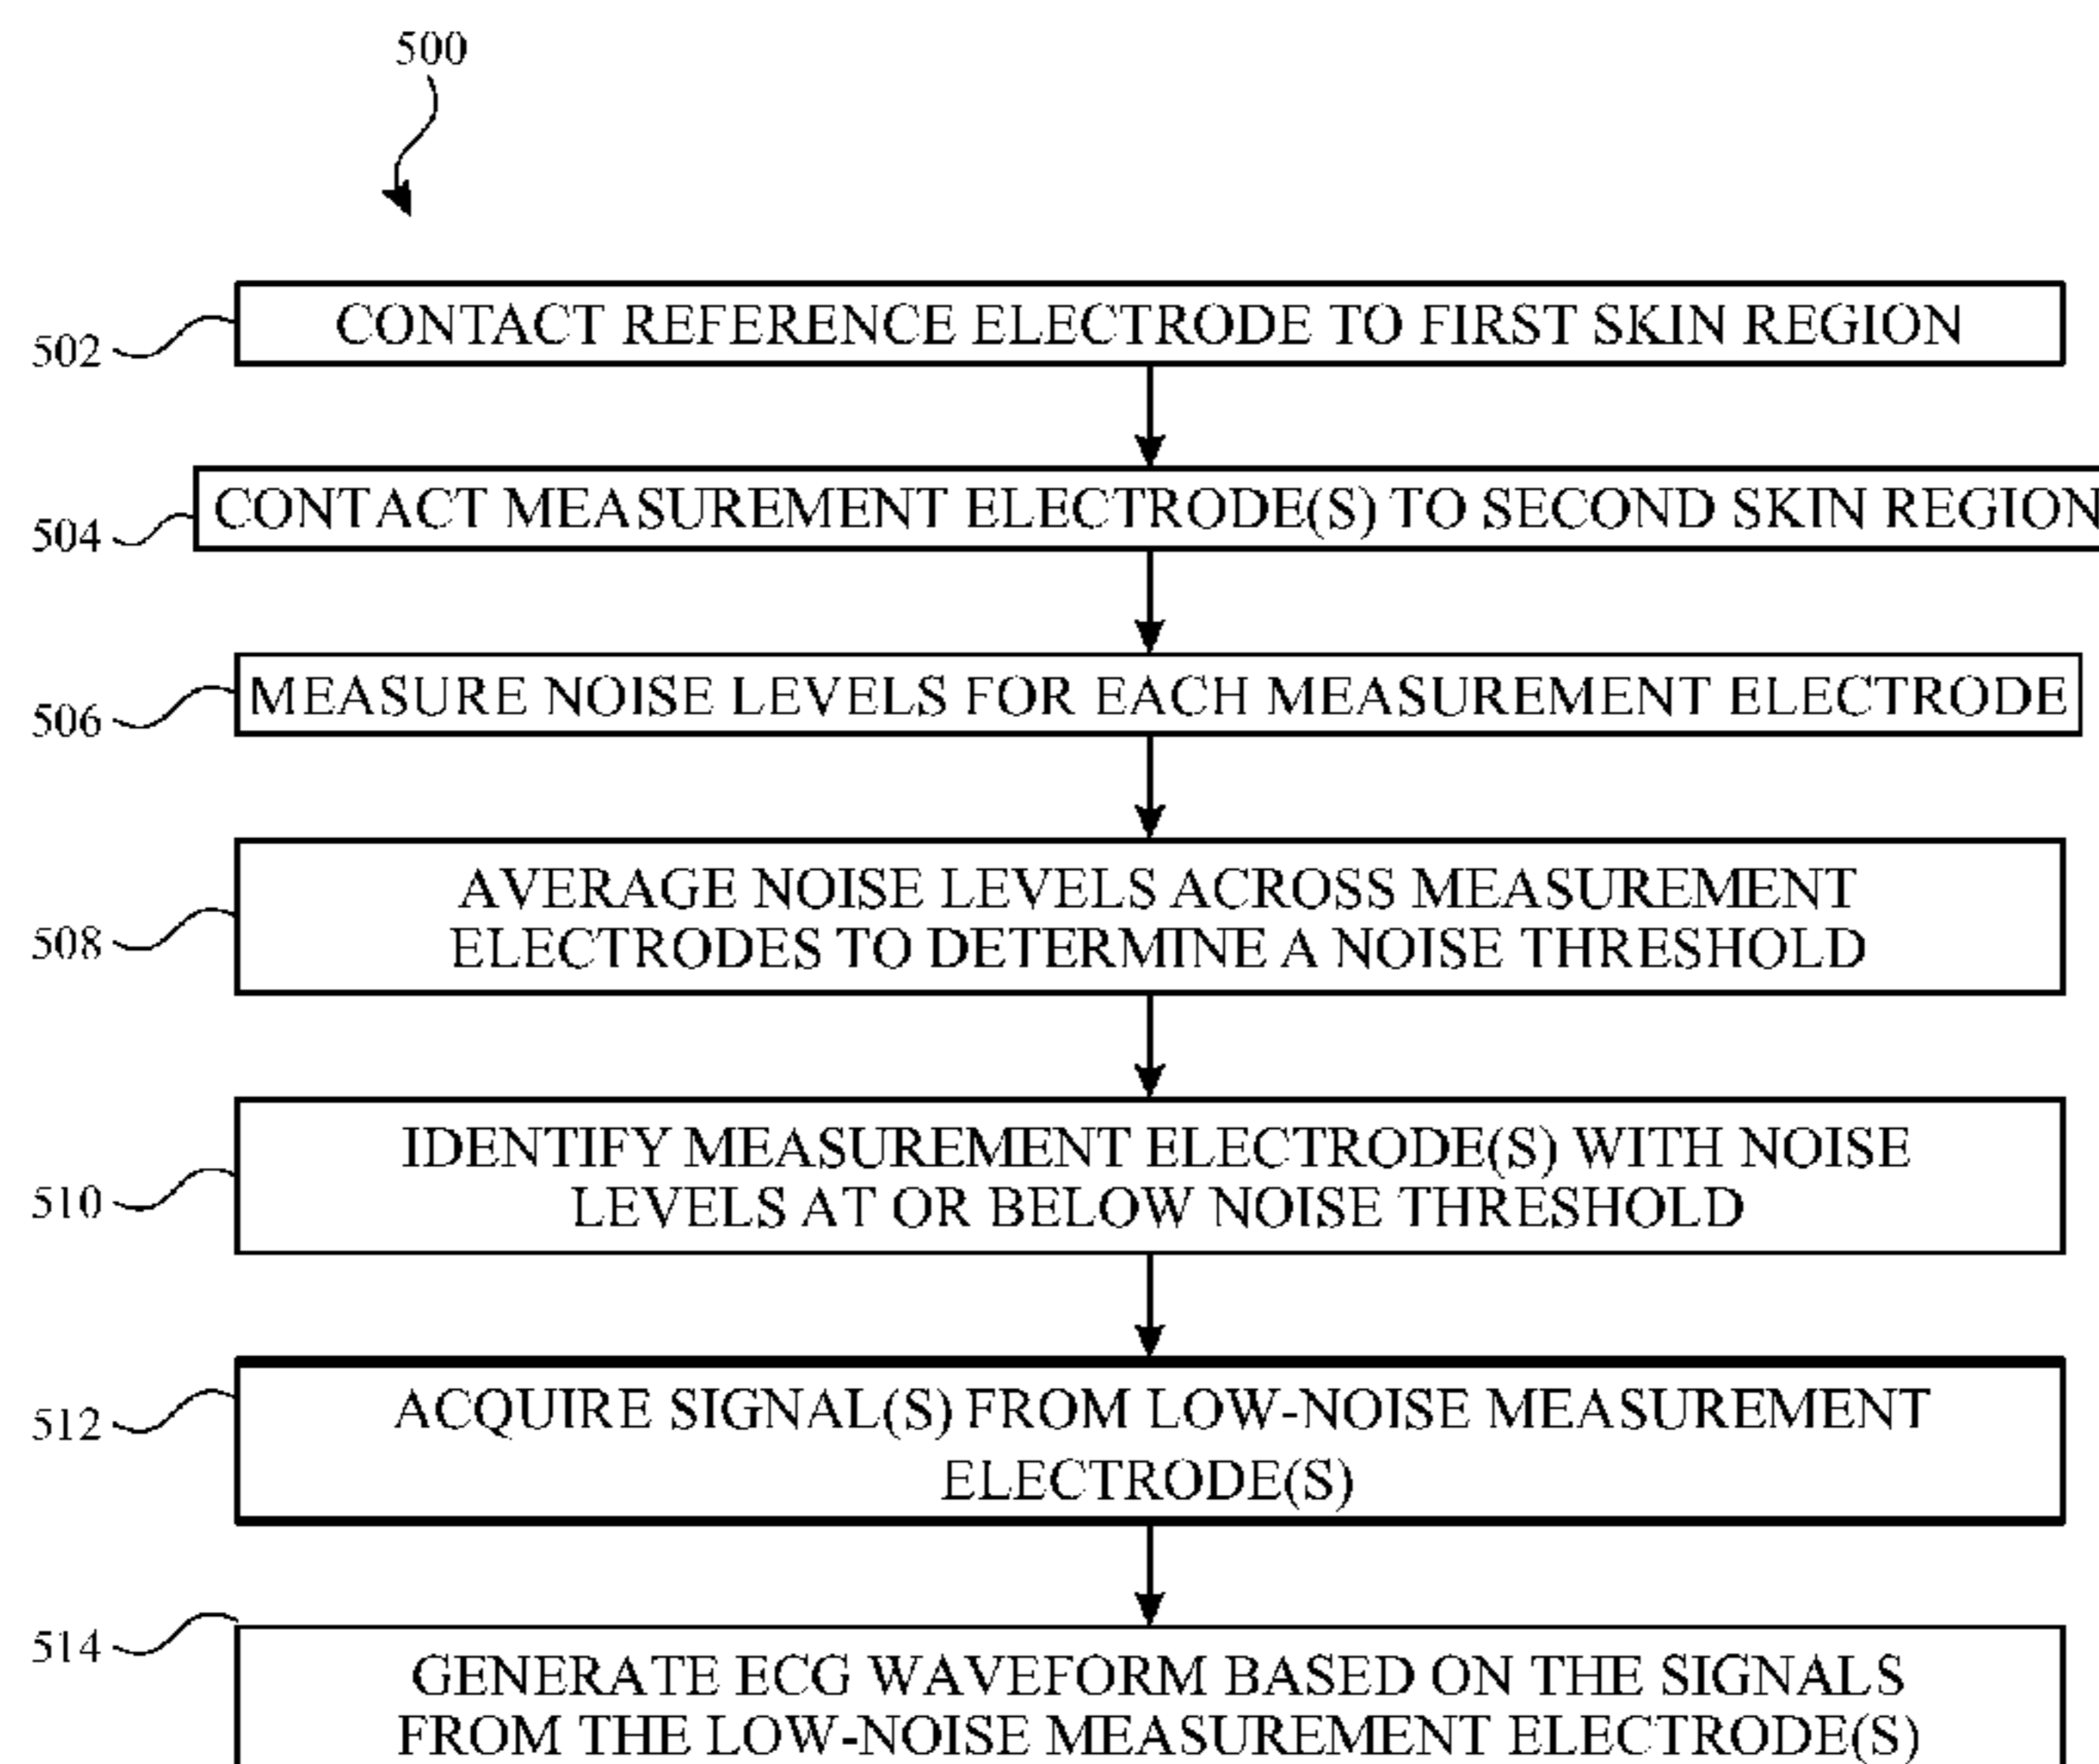 500
502
CONTACT REFERENCE ELECTRODE TO FIRST SKIN REGION
504
CONTACT MEASUREMENT ELECTRODE(S) TO SECOND SKIN REGION
506
MEASURE NOISE LEVELS FOR EACH MEASUREMENT ELECTRODE
508
AVERAGE NOISE LEVELS ACROSS MEASUREMENT
ELECTRODES TO DETERMINE A NOISE THRESHOLD
510
IDENTIFY MEASUREMENT ELECTRODE(S) WITH NOISE
LEVELS AT OR BELOW NOISE THRESHOLD
512
ACQUIRE SIGNAL(S) FROM LOW-NOISE MEASUREMENT
ELECTRODE(S)
514
GENERATE ECG WAVEFORM BASED ON THE SIGNALS
FROM THE LOW-NOISE MEASUREMENT ELECTRODE(S)